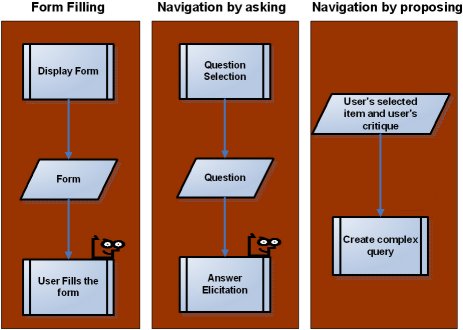 Form Filling
Navigation by asking
Navigation by proposing
Display Form
Form
User Fills the
form
Question
Selection
Question
Answer
Elicitation
User's selected
item and user's
critique
Create complex
query